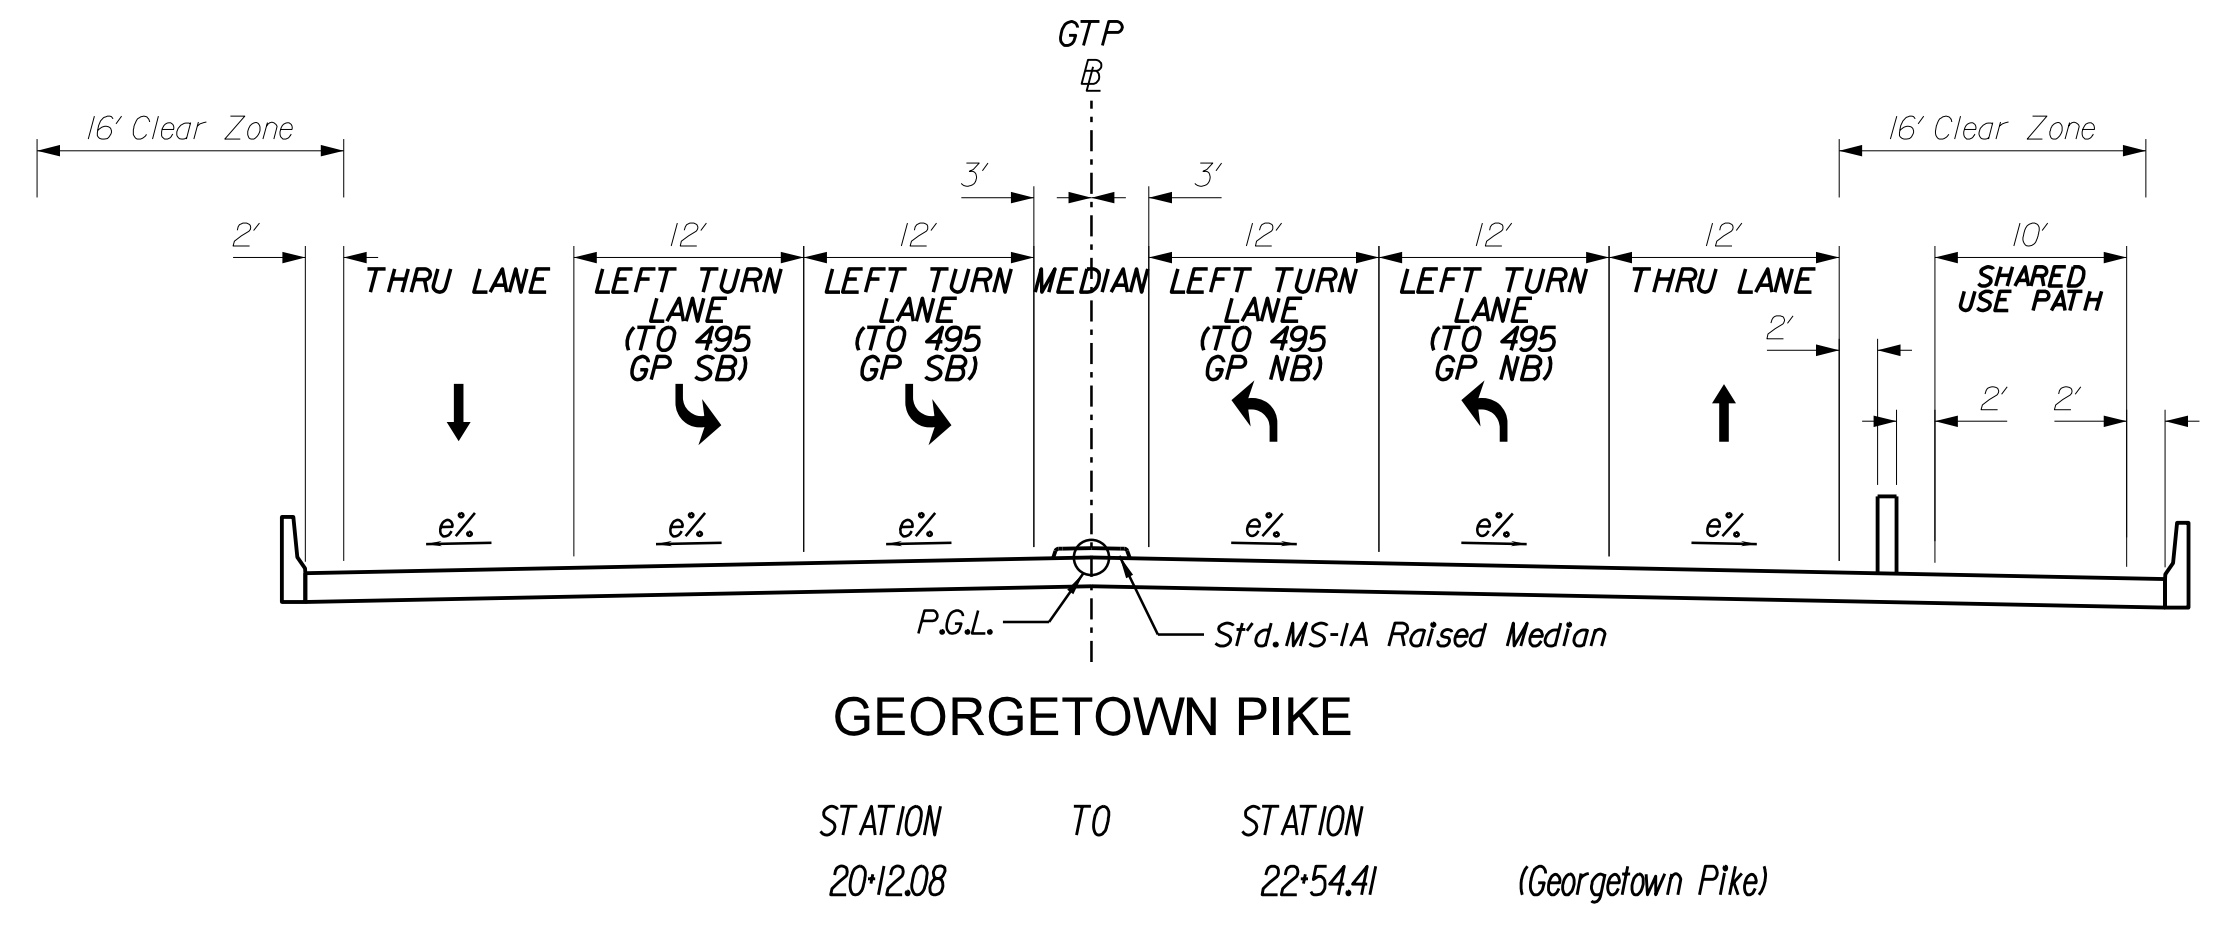 GTP
BL
16' Clear Zone
16' Clear Zone
3'
3'
2'
12'
12'
12'
12'
12'
10'
THRU LANE
LEFT TURN
LANE
(TO 495
GP SB)
LEFT TURN
LANE
(TO 495
GP SB)
MEDIAN
LEFT TURN
LANE
(TO 495
GP NB)
LEFT TURN
LANE
(TO 495
GP NB)
THRU LANE
SHARED
USE PATH
2'
2'
2'
e%
e%
e%
e%
e%
e%
P.G.L.
St'd. MS-1A Raised Median
GEORGETOWN PIKE
STATION TO STATION
20+12.08 22+54.41 (Georgetown Pike)